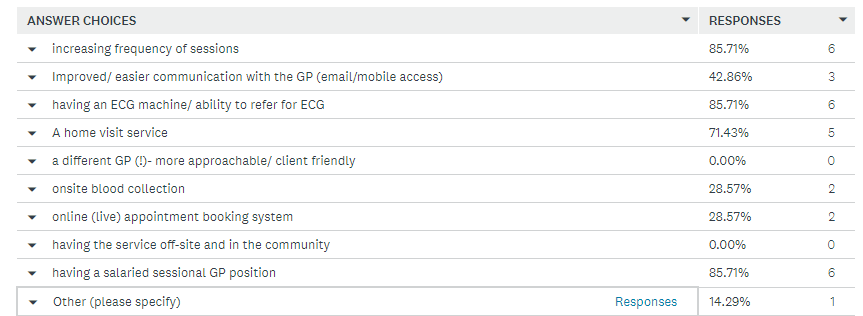 ANSWER CHOICES RESPONSES
increasing frequency of sessions 85.71% 6
Improved/ easier communication with the GP (email/mobile access) 42.86% 3
having an ECG machine/ ability to refer for ECG 85.71% 6
A home visit service 71.43% 5
a different GP (!)- more approachable/ client friendly 0.00% 0
onsite blood collection 28.57% 2
online (live) appointment booking system 28.57% 2
having the service off-site and in the community 0.00% 0
having a salaried sessional GP position 85.71% 6
Other (please specify) Responses 14.29% 1